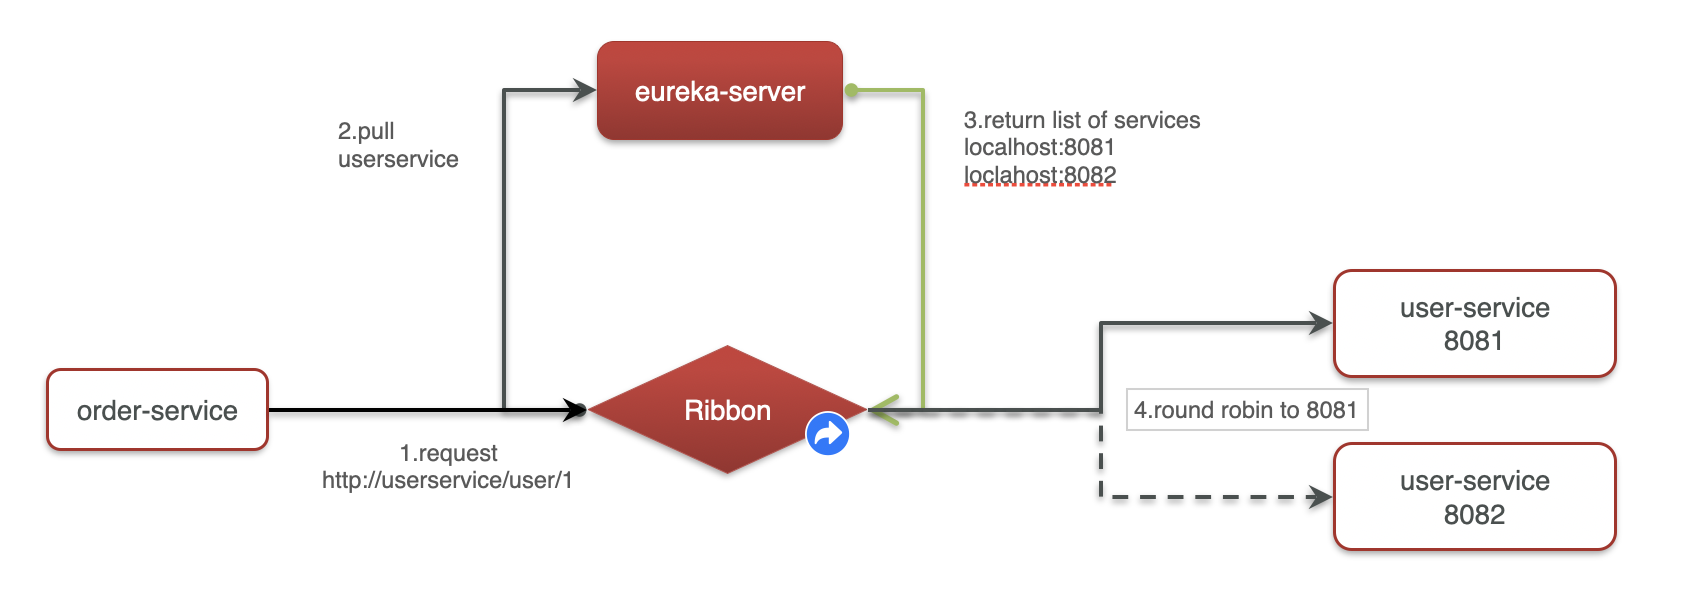 eureka-server
2.pull
userservice
3.return list of services
localhost:8081
loclahost:8082
order-service
1.request
http://userservice/user/1
Ribbon
user-service
8081
4.round robin to 8081
user-service
8082